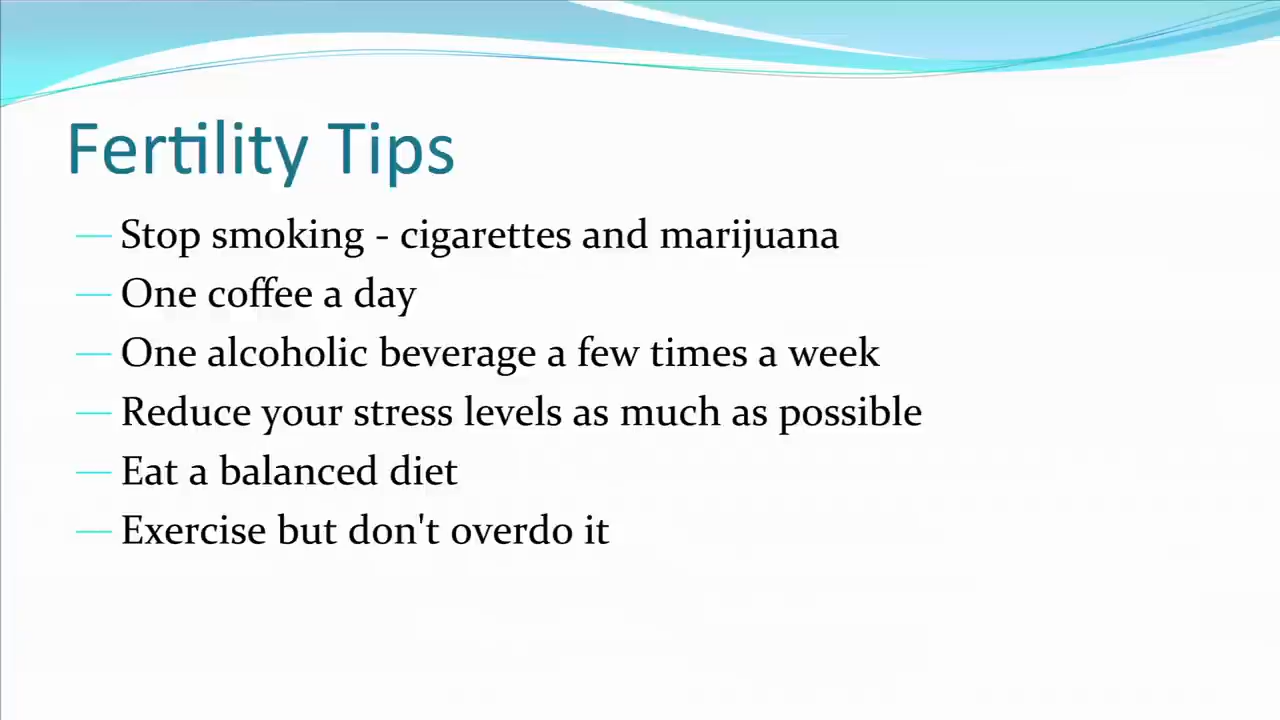 Fertility Tips
— Stop smoking - cigarettes and marijuana
— One coffee a day
— One alcoholic beverage a few times a week
— Reduce your stress levels as much as possible
— Eat a balanced diet
— Exercise but don't overdo it